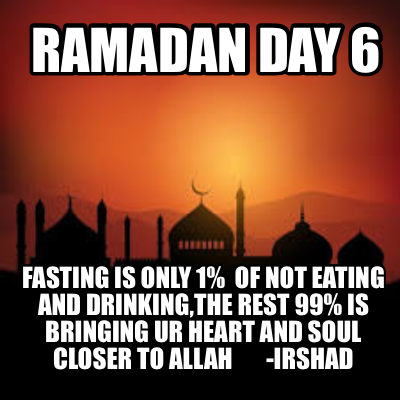 RAMADAN DAY 6
FASTING IS ONLY 1% OF NOT EATING
AND DRINKING,THE REST 99% IS
BRINGING UR HEART AND SOUL
CLOSER TO ALLAH -IRSHAD